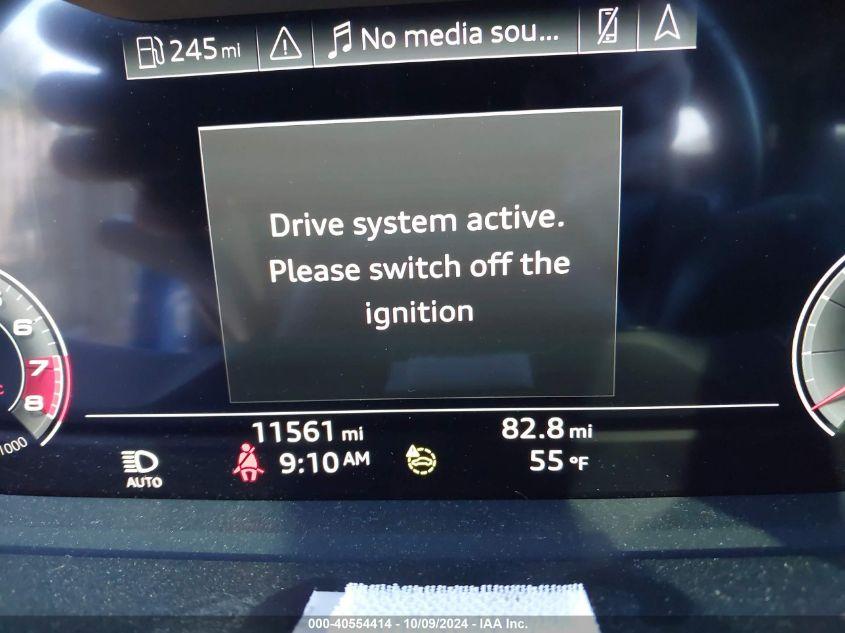 245 mi
No media sou...
Drive system active.
Please switch off the
ignition
6
7
8
11561 mi
82.8 mi
AUTO
9:10 AM
55 °F
000-40554414 - 10/09/2024 - IAA Inc.